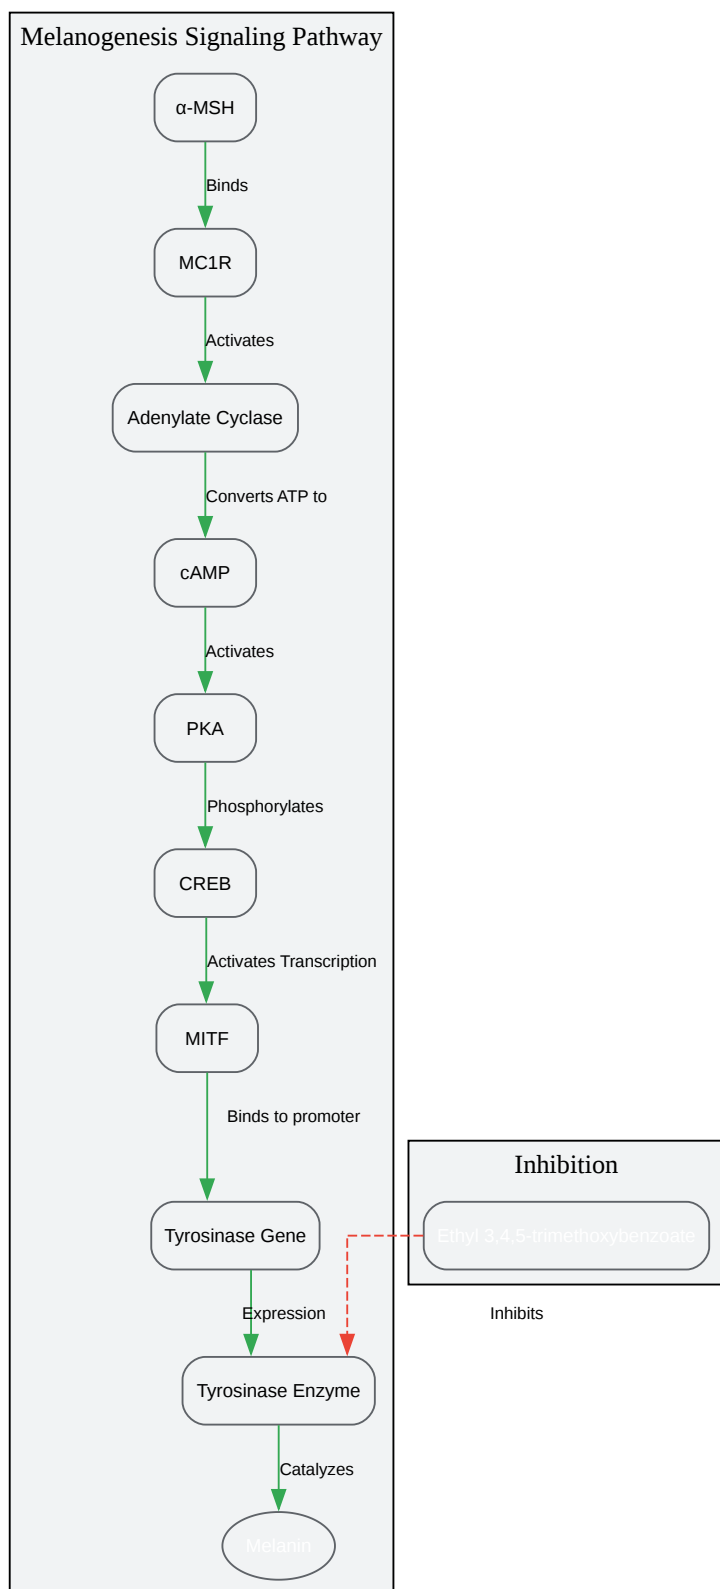 Melanogenesis Signaling Pathway
α-MSH
Binds
MC1R
Activates
Adenylate Cyclase
Converts ATP to
cAMP
Activates
PKA
Phosphorylates
CREB
Activates Transcription
MITF
Binds to promoter
Inhibition
Tyrosinase Gene
Ethyl 3,4,5-trimethoxybenzoate
Expression
Inhibits
Tyrosinase Enzyme
Catalyzes
Melanin